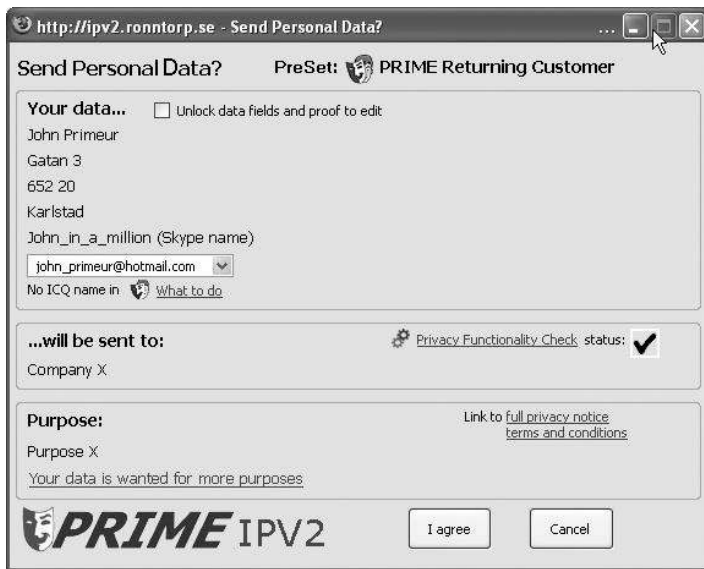 http://ipv2.ronntorp.se - Send Personal Data? ...
Send Personal Data? PreSet: PRIME Returning Customer
Your data... Unlock data fields and proof to edit
John Primeur
Gatan 3
652 20
Karlstad
John_in_a_million (Skype name)
john_primeur@hotmail.com
No ICQ name in What to do
...will be sent to: Privacy Functionality Check status:
Company X
Purpose: Link to full privacy notice
terms and conditions
Purpose X
Your data is wanted for more purposes
PRIME IPV2 I agree Cancel